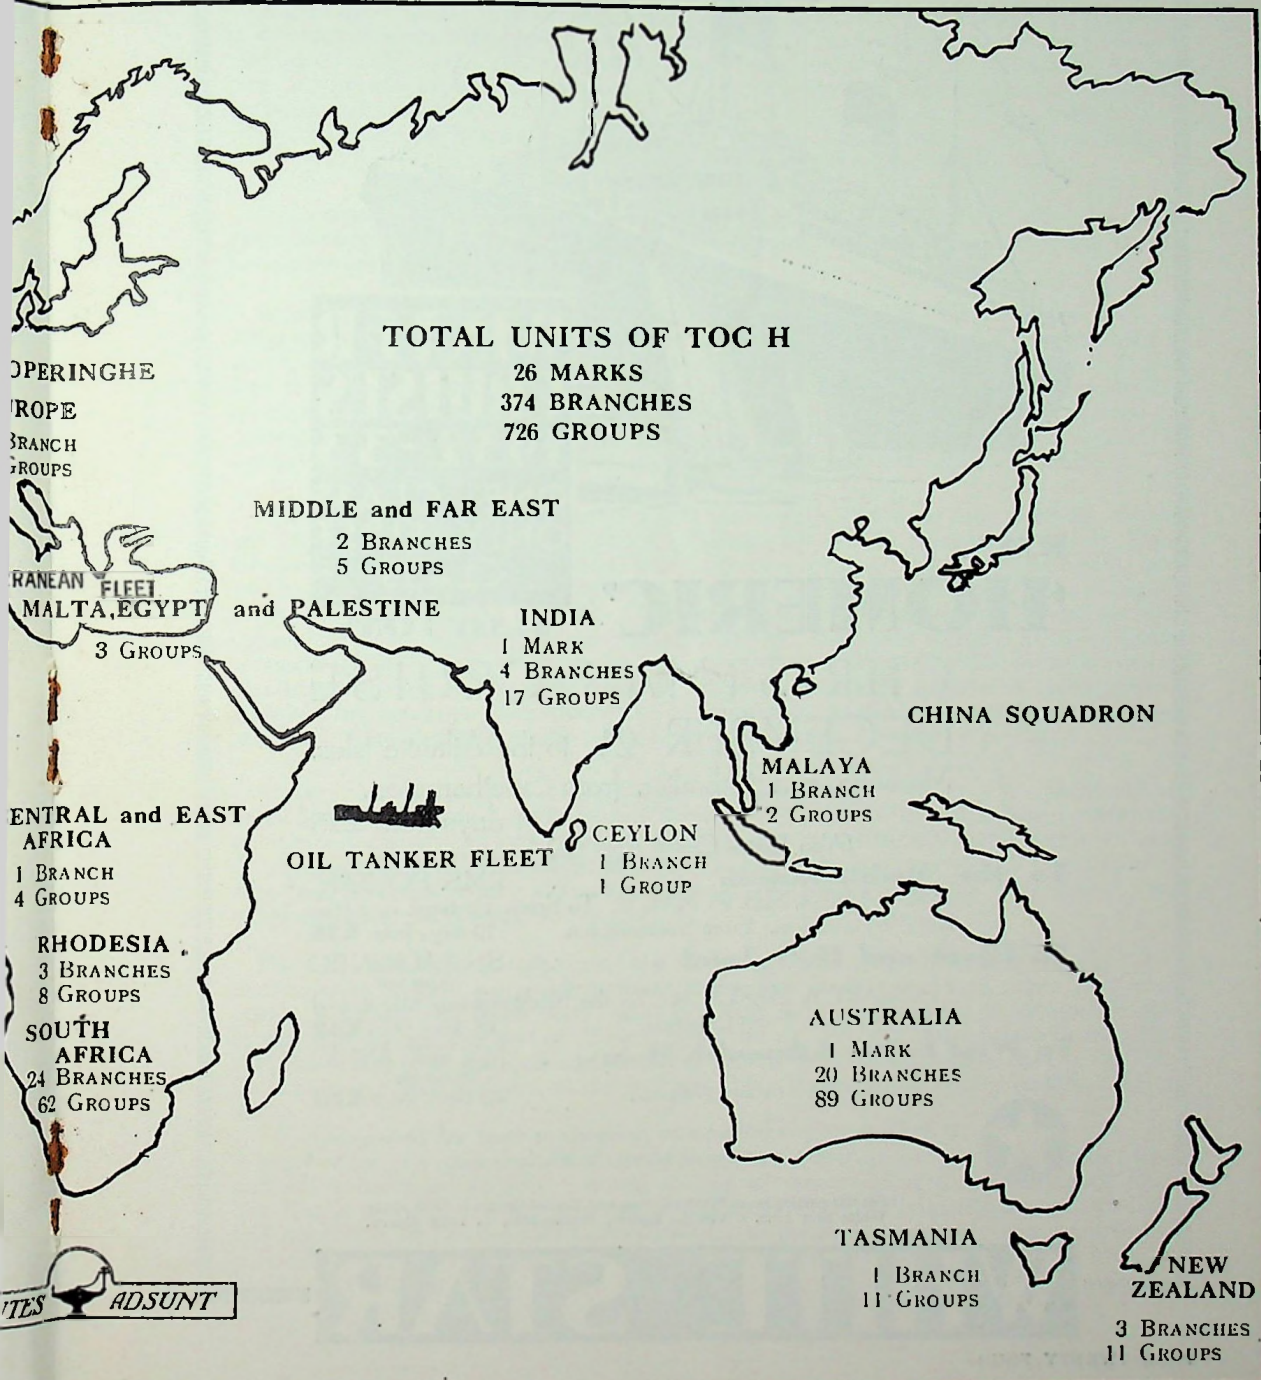 TOTAL UNITS OF TOC H
26 MARKS
374 BRANCHES
726 GROUPS
OPERINGHE
ROPE
BRANCH
GROUPS
MIDDLE and FAR EAST
2 BRANCHES
5 GROUPS
RANEAN FLEET
MALTA, EGYPT and PALESTINE
3 GROUPS
INDIA
1 MARK
4 BRANCHES
17 GROUPS
CHINA SQUADRON
MALAYA
1 BRANCH
2 GROUPS
ENTRAL and EAST
AFRICA
1 BRANCH
4 GROUPS
OIL TANKER FLEET
CEYLON
1 BRANCH
1 GROUP
RHODESIA
3 BRANCHES
8 GROUPS
SOUTH
AFRICA
24 BRANCHES
62 GROUPS
AUSTRALIA
1 MARK
20 BRANCHES
89 GROUPS
TASMANIA
1 BRANCH
11 GROUPS
NEW
ZEALAND
3 BRANCHES
11 GROUPS
TES ADSUNT